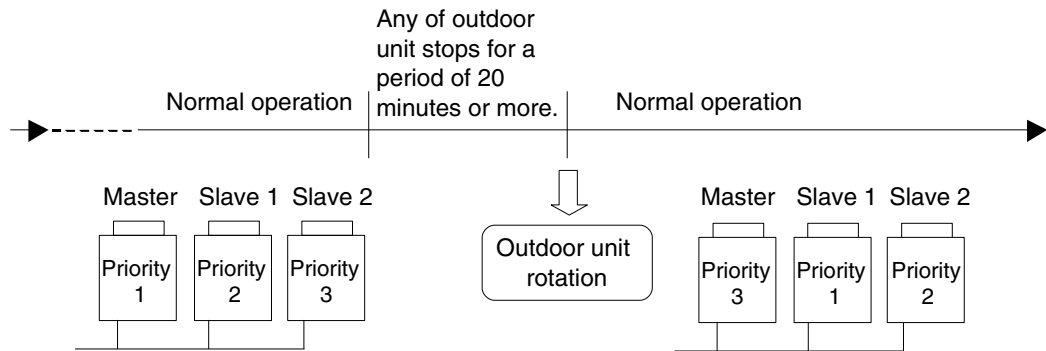 Any of outdoor
unit stops for a
period of 20
minutes or more.
Normal operation
Normal operation
Master Slave 1 Slave 2
Priority 1
Priority 2
Priority 3
Outdoor unit
rotation
Master Slave 1 Slave 2
Priority 3
Priority 1
Priority 2